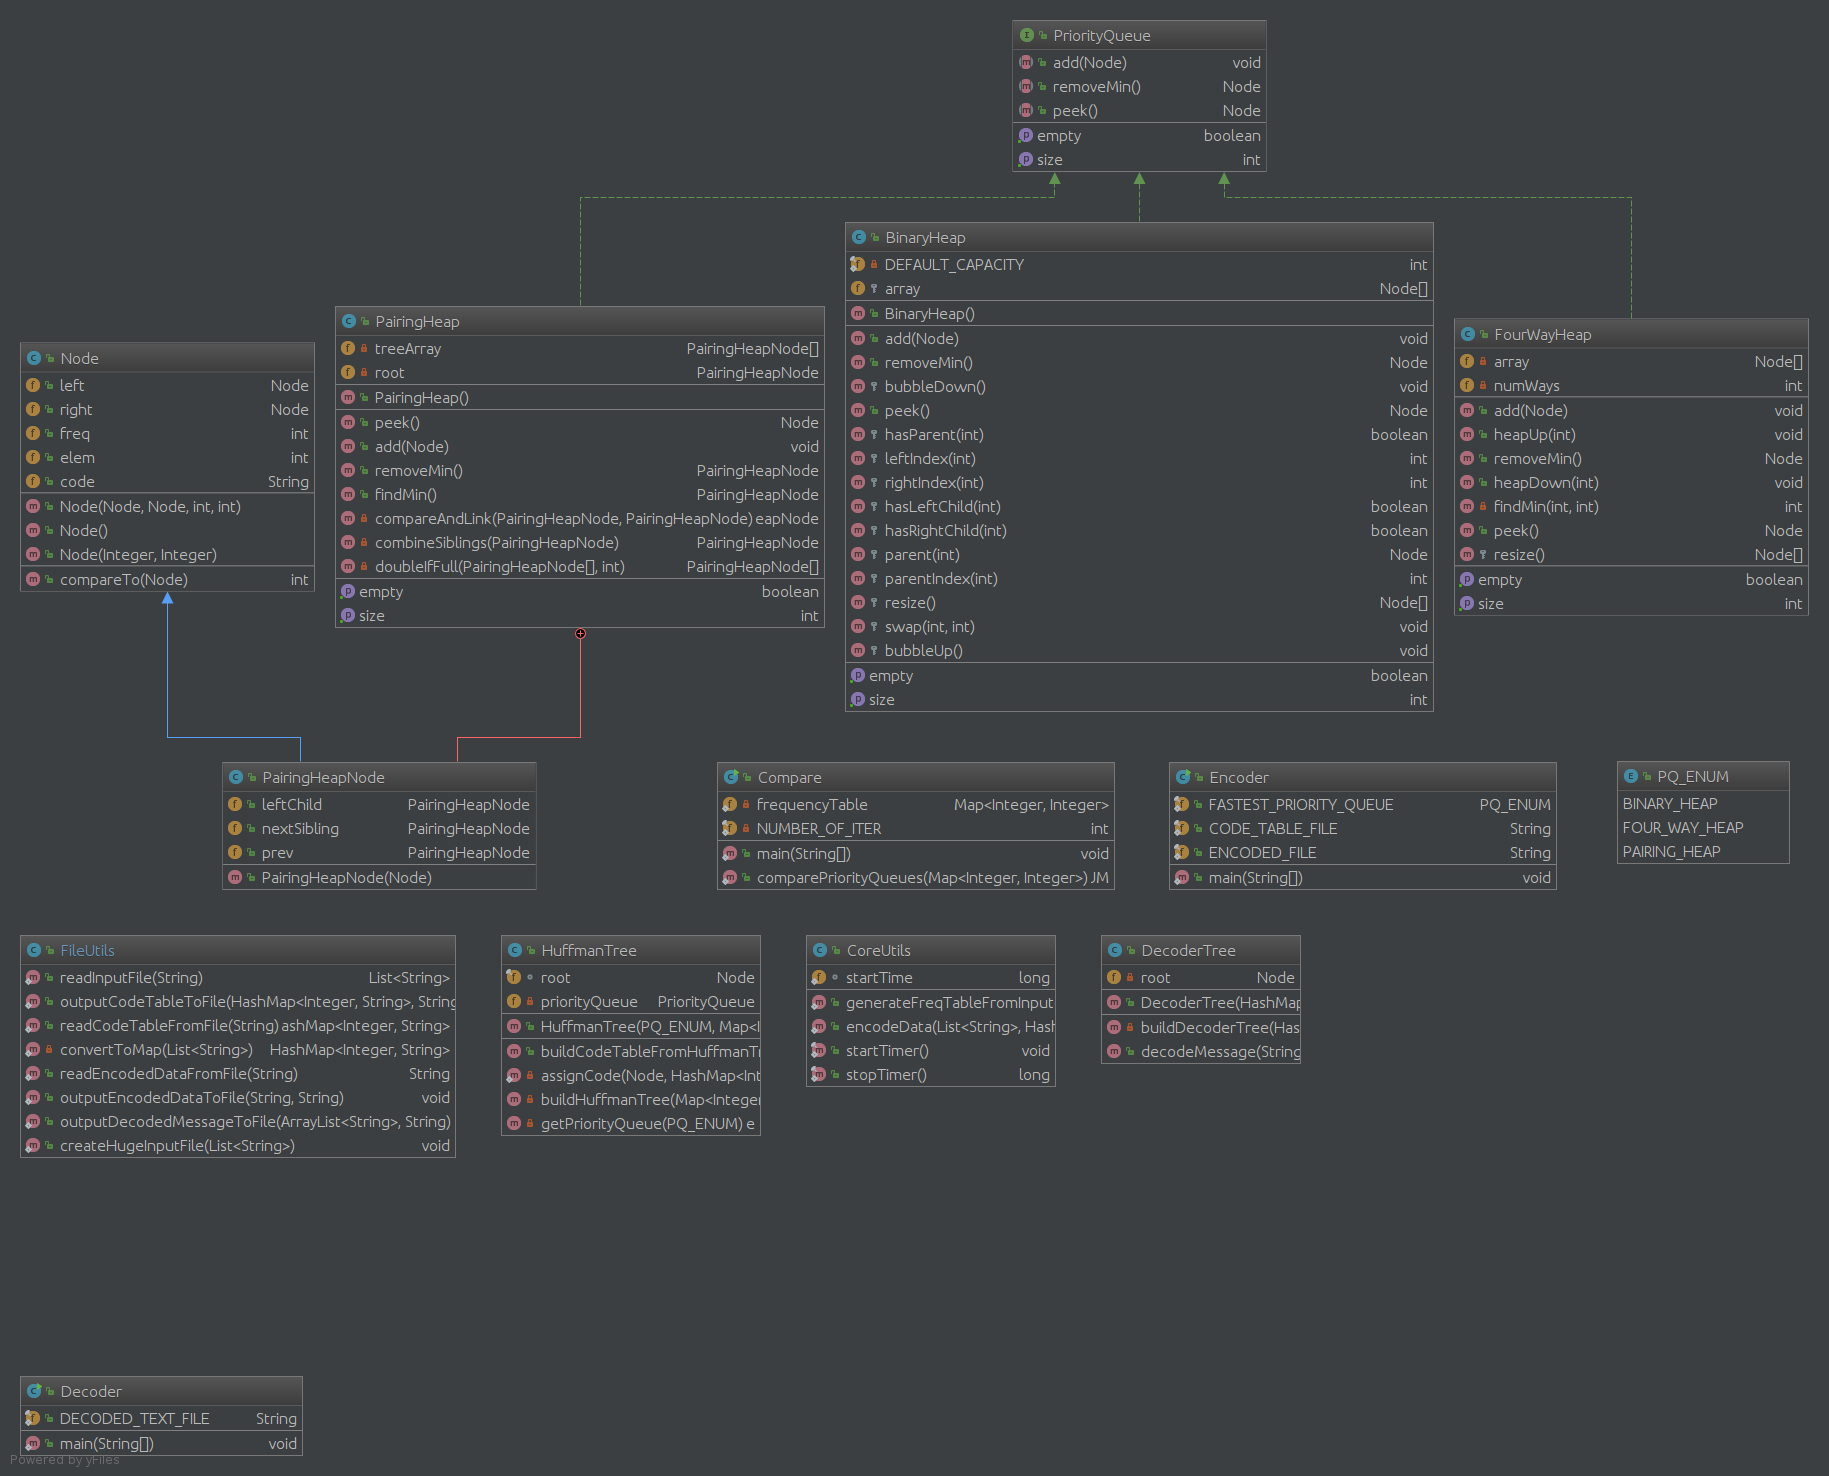 PriorityQueue
add(Node) void
removeMin() Node
peek() Node
empty boolean
size int
BinaryHeap
DEFAULT_CAPACITY int
array Node[]
BinaryHeap()
add(Node) void
removeMin() Node
bubbleDown() void
peek() Node
hasParent(int) boolean
leftIndex(int) int
rightIndex(int) int
hasLeftChild(int) boolean
hasRightChild(int) boolean
parent(int) Node
parentIndex(int) int
resize() Node[]
swap(int, int) void
bubbleUp() void
empty boolean
size int
PairingHeap
treeArray PairingHeapNode[]
root PairingHeapNode
PairingHeap()
peek() Node
add(Node) void
removeMin() PairingHeapNode
findMin() PairingHeapNode
compareAndLink(PairingHeapNode, PairingHeapNode) eapNode
combineSiblings(PairingHeapNode) PairingHeapNode
doubleIfFull(PairingHeapNode[], int) PairingHeapNode[]
empty boolean
size int
FourWayHeap
array Node[]
numWays int
add(Node) void
heapUp(int) void
removeMin() Node
heapDown(int) void
findMin(int, int) int
peek() Node
resize() Node[]
empty boolean
size int
Node
left Node
right Node
freq int
elem int
code String
Node(Node, Node, int, int)
Node()
Node(Integer, Integer)
compareTo(Node) int
PairingHeapNode
leftChild PairingHeapNode
nextSibling PairingHeapNode
prev PairingHeapNode
PairingHeapNode(Node)
Compare
frequencyTable Map<Integer, Integer>
NUMBER_OF_ITER int
main(String[]) void
comparePriorityQueues(Map<Integer, Integer>) JM
Encoder
FASTEST_PRIORITY_QUEUE PQ_ENUM
CODE_TABLE_FILE String
ENCODED_FILE String
main(String[]) void
PQ_ENUM
BINARY_HEAP
FOUR_WAY_HEAP
PAIRING_HEAP
FileUtils
readInputFile(String) List<String>
outputCodeTableToFile(HashMap<Integer, String>, String
readCodeTableFromFile(String) ashMap<Integer, String>
convertToMap(List<String>) HashMap<Integer, String>
readEncodedDataFromFile(String) String
outputEncodedDataToFile(String, String) void
outputDecodedMessageToFile(ArrayList<String>, String)
createHugeInputFile(List<String>) void
HuffmanTree
root Node
priorityQueue PriorityQueue
HuffmanTree(PQ_ENUM, Map<I
buildCodeTableFromHuffmanTr
assignCode(Node, HashMap<Int
buildHuffmanTree(Map<Integer
getPriorityQueue(PQ_ENUM) e
CoreUtils
startTime long
generateFreqTableFromInput
encodeData(List<String>, Hash
startTimer() void
stopTimer() long
DecoderTree
root Node
DecoderTree(HashMap
buildDecoderTree(Has
decodeMessage(String
Decoder
DECODED_TEXT_FILE String
main(String[]) void
Powered by yFiles